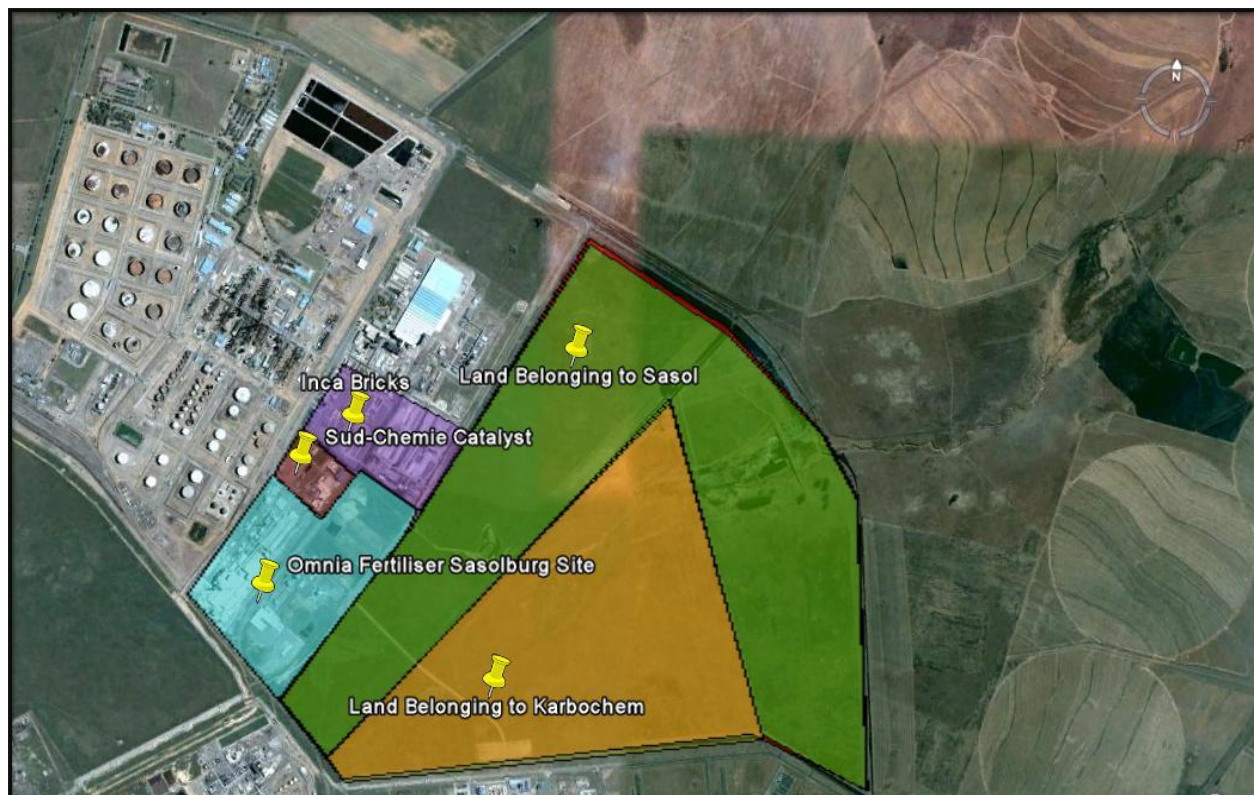 N
Land Belonging to Sasol
Inca Bricks
Sud-Chemie Catalyst
Omnia Fertiliser Sasolburg Site
Land Belonging to Karbochem